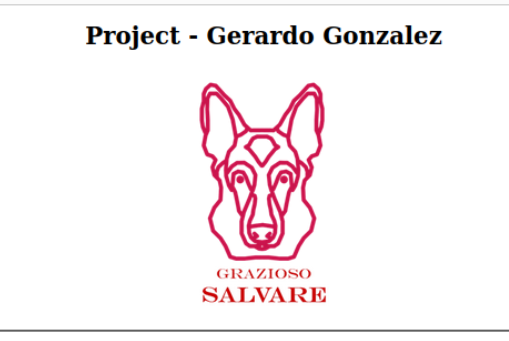 Project - Gerardo Gonzalez
GRAZIOSO
SALVARE